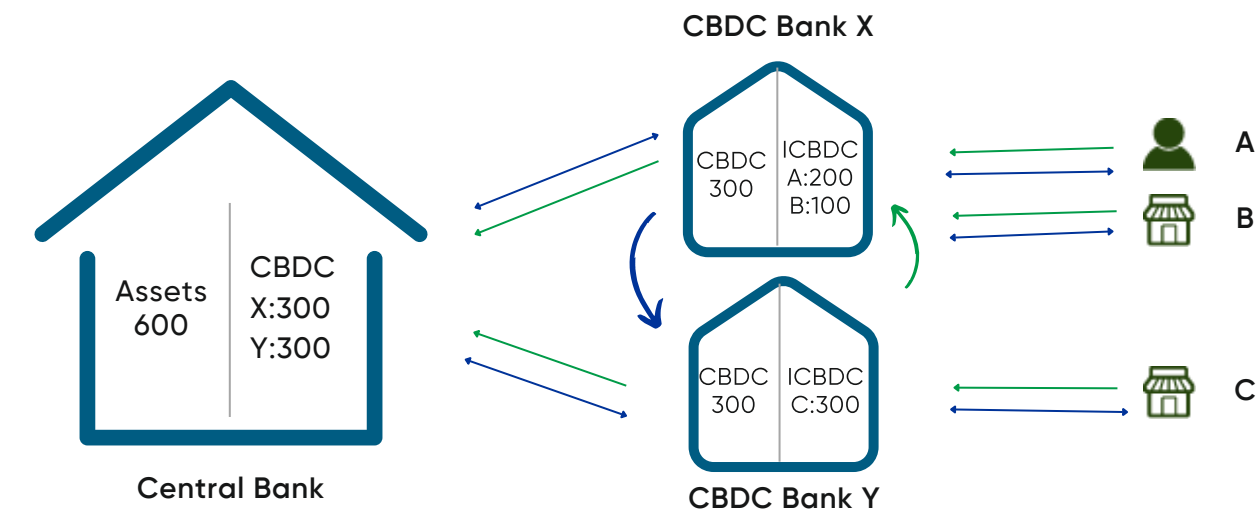 CBDC Bank X
CBDC
300
ICBDC
A:200
B:100
A
B
Assets
600
CBDC
X:300
Y:300
CBDC
300
ICBDC
C:300
C
Central Bank
CBDC Bank Y